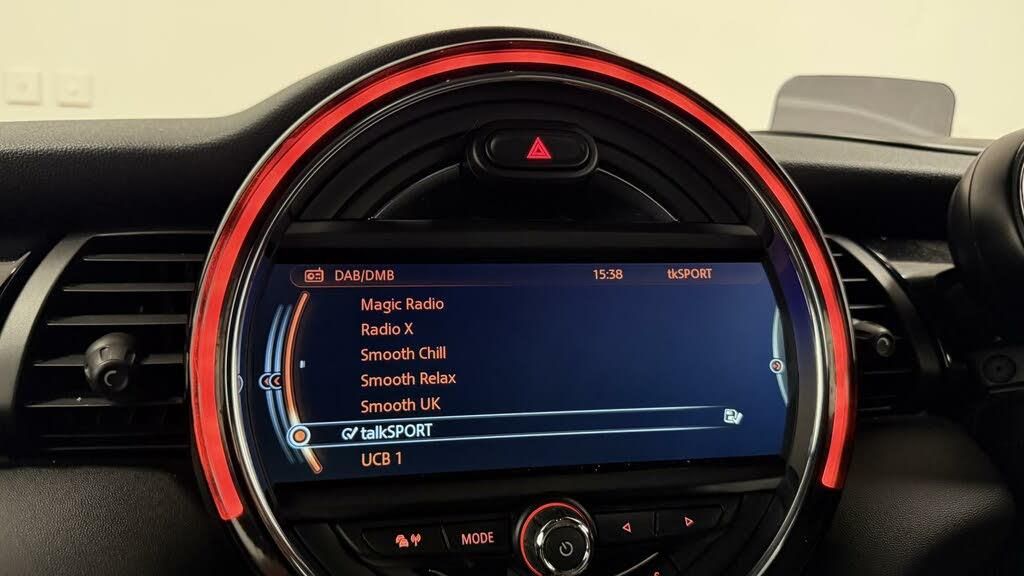 DAB/DMB 15:38 tkSPORT
Magic Radio
Radio X
Smooth Chill
Smooth Relax
Smooth UK
talkSPORT
UCB 1
MODE